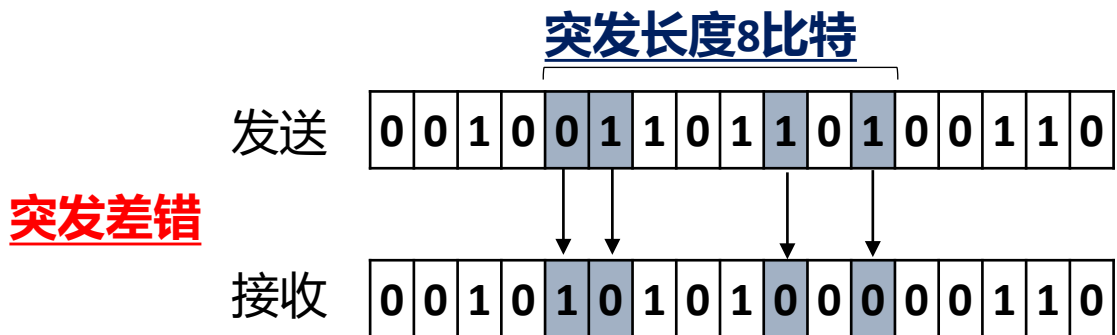 突发长度8比特
发送 0 0 1 0 0 1 1 0 1 1 0 1 0 0 1 1 0
突发差错
接收 0 0 1 0 1 0 1 0 1 0 0 0 0 0 1 1 0